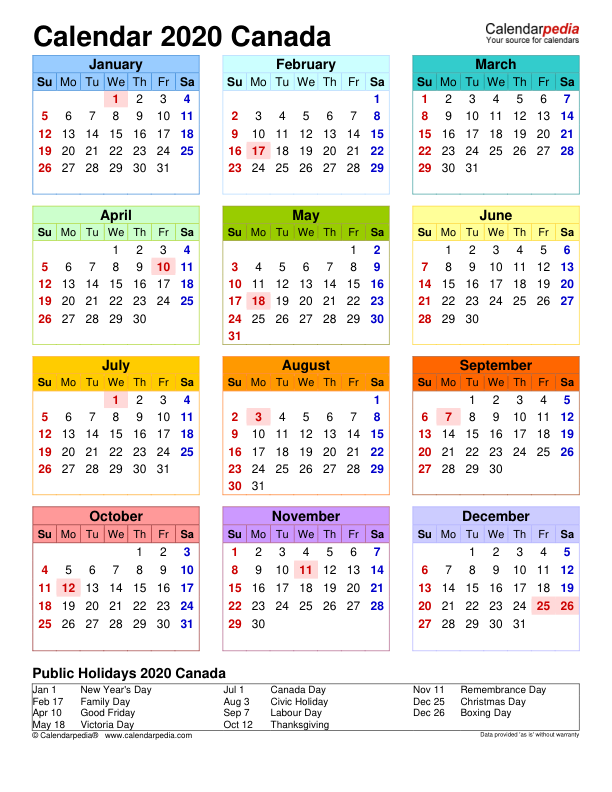 Calendar 2020 Canada
Calendarpedia
Your source for calendars
January February March
Su Mo Tu We Th Fr Sa Su Mo Tu We Th Fr Sa Su Mo Tu We Th Fr Sa
1 2 3 4 1 1 2 3 4 5 6 7
5 6 7 8 9 10 11 2 3 4 5 6 7 8 8 9 10 11 12 13 14
12 13 14 15 16 17 18 9 10 11 12 13 14 15 15 16 17 18 19 20 21
19 20 21 22 23 24 25 16 17 18 19 20 21 22 22 23 24 25 26 27 28
26 27 28 29 30 31 23 24 25 26 27 28 29 29 30 31
April May June
Su Mo Tu We Th Fr Sa Su Mo Tu We Th Fr Sa Su Mo Tu We Th Fr Sa
1 2 3 4 1 2 1 2 3 4 5 6
5 6 7 8 9 10 11 3 4 5 6 7 8 9 7 8 9 10 11 12 13
12 13 14 15 16 17 18 10 11 12 13 14 15 16 14 15 16 17 18 19 20
19 20 21 22 23 24 25 17 18 19 20 21 22 23 21 22 23 24 25 26 27
26 27 28 29 30 24 25 26 27 28 29 30 28 29 30
31
July August September
Su Mo Tu We Th Fr Sa Su Mo Tu We Th Fr Sa Su Mo Tu We Th Fr Sa
1 2 3 4 1 1 2 3 4 5
5 6 7 8 9 10 11 2 3 4 5 6 7 8 6 7 8 9 10 11 12
12 13 14 15 16 17 18 9 10 11 12 13 14 15 13 14 15 16 17 18 19
19 20 21 22 23 24 25 16 17 18 19 20 21 22 20 21 22 23 24 25 26
26 27 28 29 30 31 23 24 25 26 27 28 29 27 28 29 30
30 31
October November December
Su Mo Tu We Th Fr Sa Su Mo Tu We Th Fr Sa Su Mo Tu We Th Fr Sa
1 2 3 1 2 3 4 5 6 7 1 2 3 4 5
4 5 6 7 8 9 10 8 9 10 11 12 13 14 6 7 8 9 10 11 12
11 12 13 14 15 16 17 15 16 17 18 19 20 21 13 14 15 16 17 18 19
18 19 20 21 22 23 24 22 23 24 25 26 27 28 20 21 22 23 24 25 26
25 26 27 28 29 30 31 29 30 27 28 29 30 31
Public Holidays 2020 Canada
Jan 1 New Year's Day Jul 1 Canada Day Nov 11 Remembrance Day
Feb 17 Family Day Aug 3 Civic Holiday Dec 25 Christmas Day
Apr 10 Good Friday Sep 7 Labour Day Dec 26 Boxing Day
May 18 Victoria Day Oct 12 Thanksgiving
© Calendarpedia® www.calendarpedia.com Data provided 'as is' without warranty